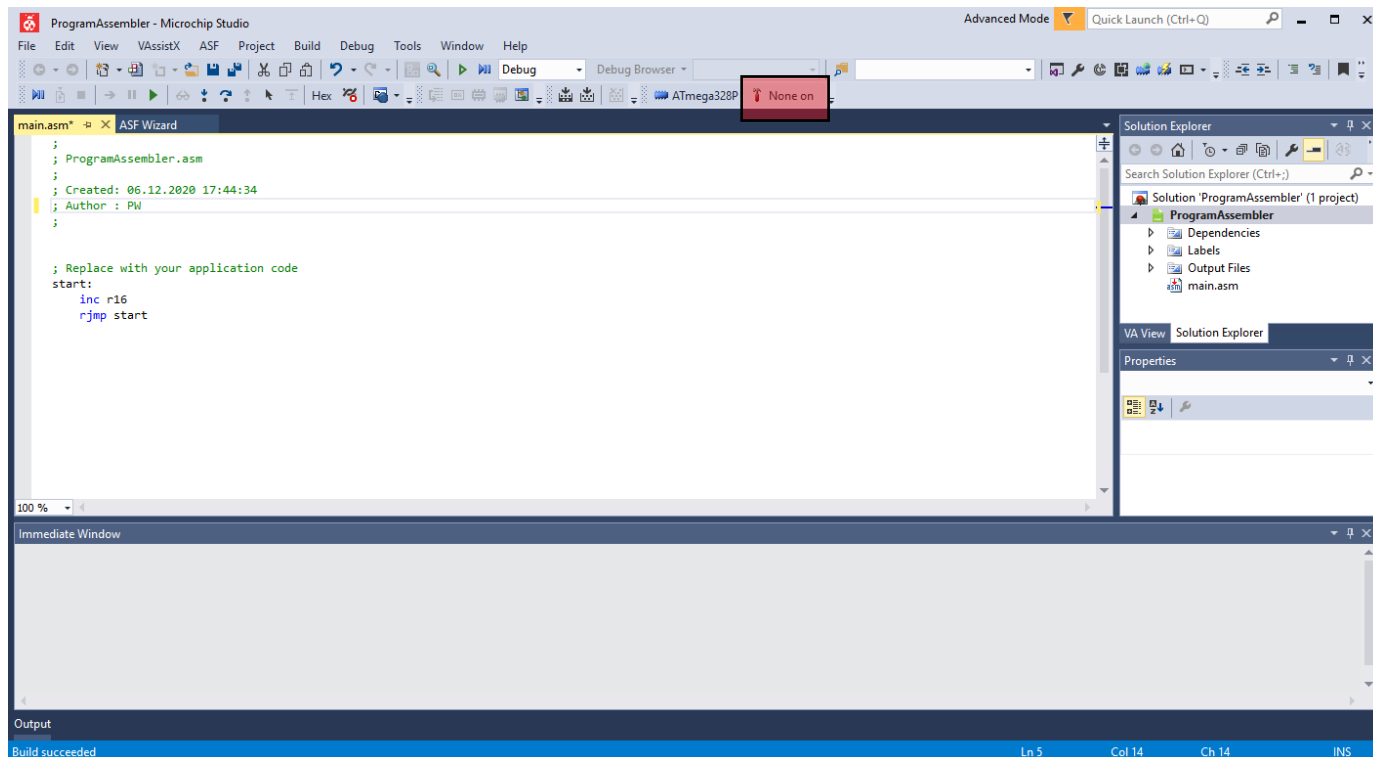 ProgramAssembler - Microchip Studio
Advanced Mode
Quick Launch (Ctrl+Q)
File Edit View VAssistX ASF Project Build Debug Tools Window Help
Debug
Debug Browser
Hex
ATmega328P
None on
main.asm*
ASF Wizard
;
; ProgramAssembler.asm
;
; Created: 06.12.2020 17:44:34
; Author : PW
;
; Replace with your application code
start:
inc r16
rjmp start
100 %
Solution Explorer
Search Solution Explorer (Ctrl+;)
Solution 'ProgramAssembler' (1 project)
ProgramAssembler
Dependencies
Labels
Output Files
main.asm
VA View
Solution Explorer
Properties
Immediate Window
Output
Build succeeded
Ln 5
Col 14
Ch 14
INS